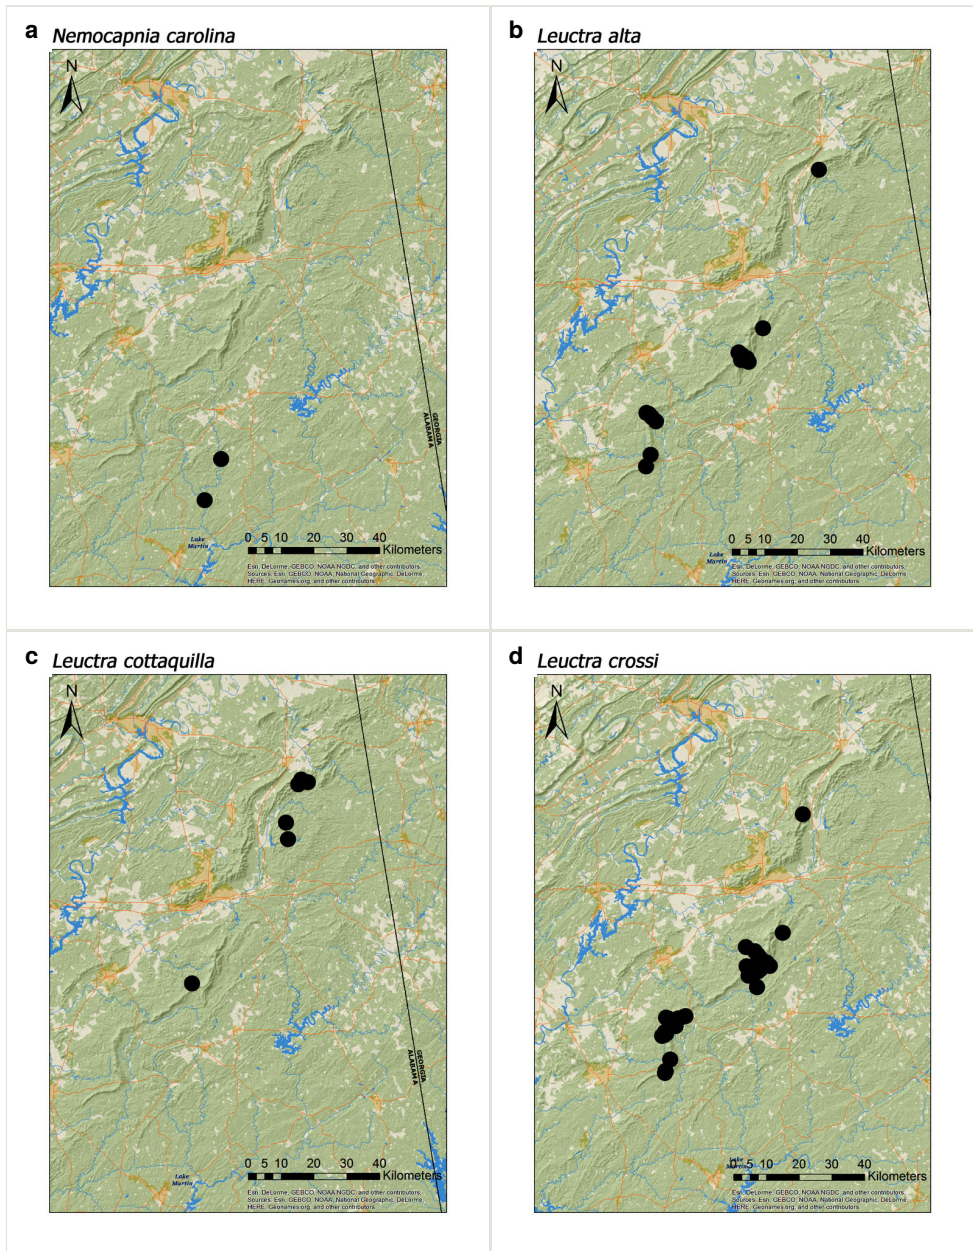 a Nemocapnia carolina
N
GEORGIA
ALABAMA
Lake
Martin
0 5 10 20 30 40
Kilometers
Esri, DeLorme, GEBCO, NOAA NGDC, and other contributors
Sources: Esri, GEBCO, NOAA, National Geographic, DeLorme,
HERE, Geonames.org, and other contributors
b Leuctra alta
N
Lake
Martin
0 5 10 20 30 40
Kilometers
Esri, DeLorme, GEBCO, NOAA NGDC, and other contributors
Sources: Esri, GEBCO, NOAA, National Geographic, DeLorme,
HERE, Geonames.org, and other contributors
c Leuctra cottaquilla
N
GEORGIA
ALABAMA
Lake
Martin
0 5 10 20 30 40
Kilometers
Esri, DeLorme, GEBCO, NOAA NGDC, and other contributors
Sources: Esri, GEBCO, NOAA, National Geographic, DeLorme,
HERE, Geonames.org, and other contributors
d Leuctra crossi
N
Lake
Martin
0 5 10 20 30 40
Kilometers
Esri, DeLorme, GEBCO, NOAA NGDC, and other contributors
Sources: Esri, GEBCO, NOAA, National Geographic, DeLorme,
HERE, Geonames.org, and other contributors